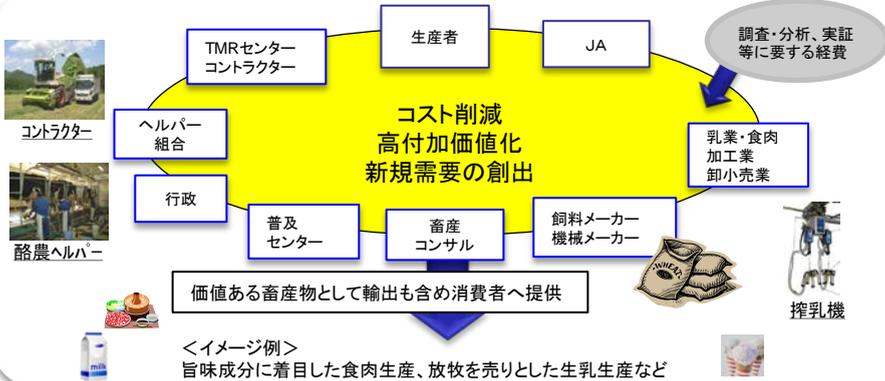 生産者
JA
TMRセンター
コントラクター
調査・分析、実証
等に要する経費
コントラクター
ヘルパー
組合
コスト削減
高付加価値化
新規需要の創出
乳業・食肉
加工業
卸小売業
行政
酪農ヘルパー
普及
センター
畜産
コンサル
飼料メーカー
機械メーカー
WHEAT
搾乳機
価値ある畜産物として輸出も含め消費者へ提供
milk
＜イメージ例＞
旨味成分に着目した食肉生産、放牧を売りとした生乳生産など